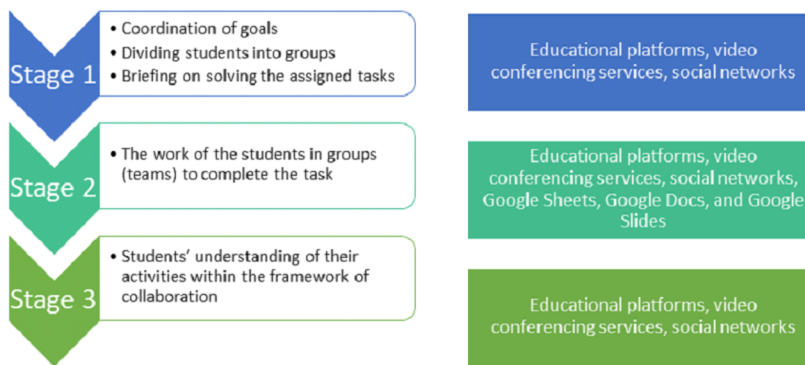 Stage 1
• Coordination of goals
• Dividing students into groups
• Briefing on solving the assigned tasks
Educational platforms, video
conferencing services, social networks
Stage 2
• The work of the students in groups
(teams) to complete the task
Educational platforms, video
conferencing services, social networks,
Google Sheets, Google Docs, and Google
Slides
Stage 3
• Students’ understanding of their
activities within the framework of
collaboration
Educational platforms, video
conferencing services, social networks